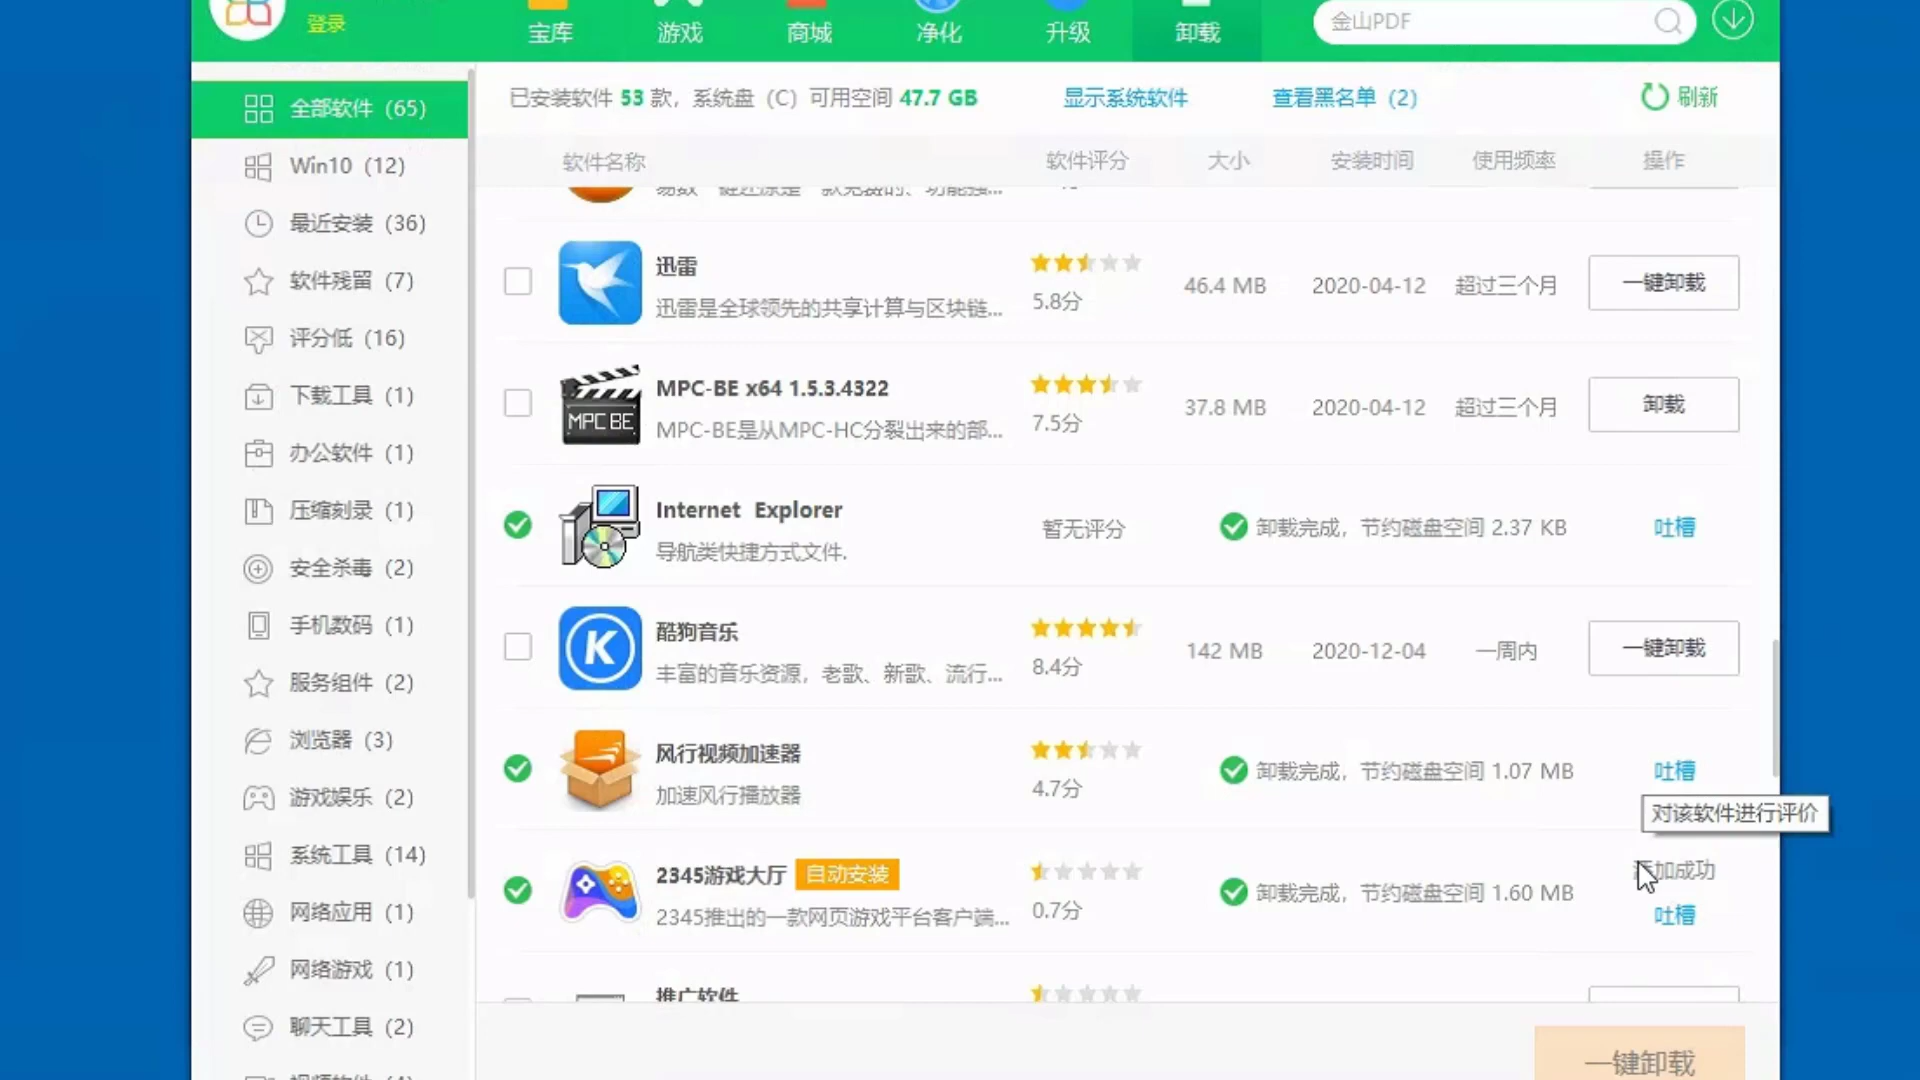 登录
宝库
游戏
商城
净化
升级
卸载
金山PDF
全部软件 (65)
Win10 (12)
最近安装 (36)
软件残留 (7)
评分低 (16)
下载工具 (1)
办公软件 (1)
压缩刻录 (1)
安全杀毒 (2)
手机数码 (1)
服务组件 (2)
浏览器 (3)
游戏娱乐 (2)
系统工具 (14)
网络应用 (1)
网络游戏 (1)
聊天工具 (2)
已安装软件 53 款，系统盘 (C) 可用空间 47.7 GB
显示系统软件
查看黑名单 (2)
刷新
软件名称 软件评分 大小 安装时间 使用频率 操作
迅雷
迅雷是全球领先的共享计算与区块链...
5.8分
46.4 MB
2020-04-12
超过三个月
一键卸载
MPC BE
MPC-BE x64 1.5.3.4322
MPC-BE是从MPC-HC分裂出来的部...
7.5分
37.8 MB
2020-04-12
超过三个月
卸载
Internet Explorer
导航类快捷方式文件.
暂无评分
卸载完成，节约磁盘空间 2.37 KB
吐槽
K
酷狗音乐
丰富的音乐资源，老歌、新歌、流行...
8.4分
142 MB
2020-12-04
一周内
一键卸载
风行视频加速器
加速风行播放器
4.7分
卸载完成，节约磁盘空间 1.07 MB
吐槽
对该软件进行评价
2345游戏大厅 自动安装
2345推出的一款网页游戏平台客户端...
0.7分
卸载完成，节约磁盘空间 1.60 MB
加成功
吐槽
推广软件
一键卸载